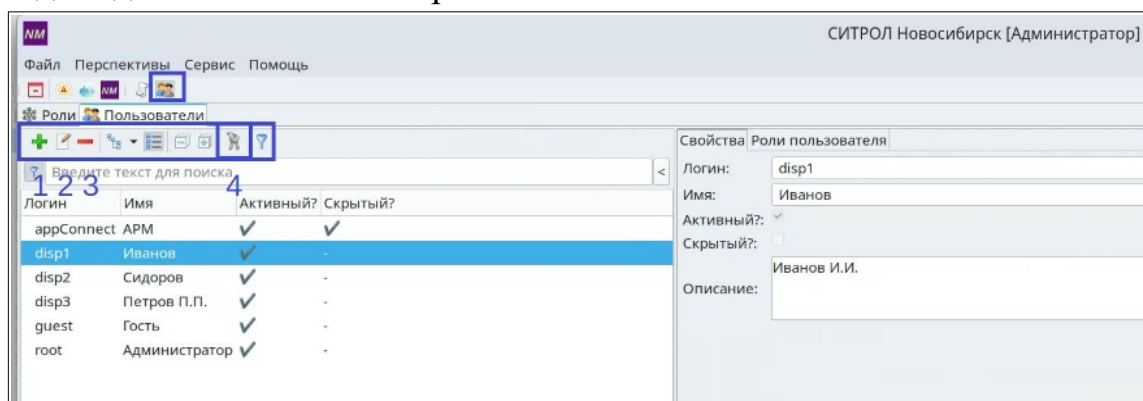 NM
СИТРОЛ Новосибирск [Администратор]
Файл Перспективы Сервис Помощь
NM
Роли Пользователи
Введите текст для поиска
<
1 2 3 4
Логин Имя Активный? Скрытый?
appConnect АРМ
disp1 Иванов -
disp2 Сидоров -
disp3 Петров П.П. -
guest Гость -
root Администратор -
Свойства Роли пользователя
Логин: disp1
Имя: Иванов
Активный?:
Скрытый?:
Описание: Иванов И.И.